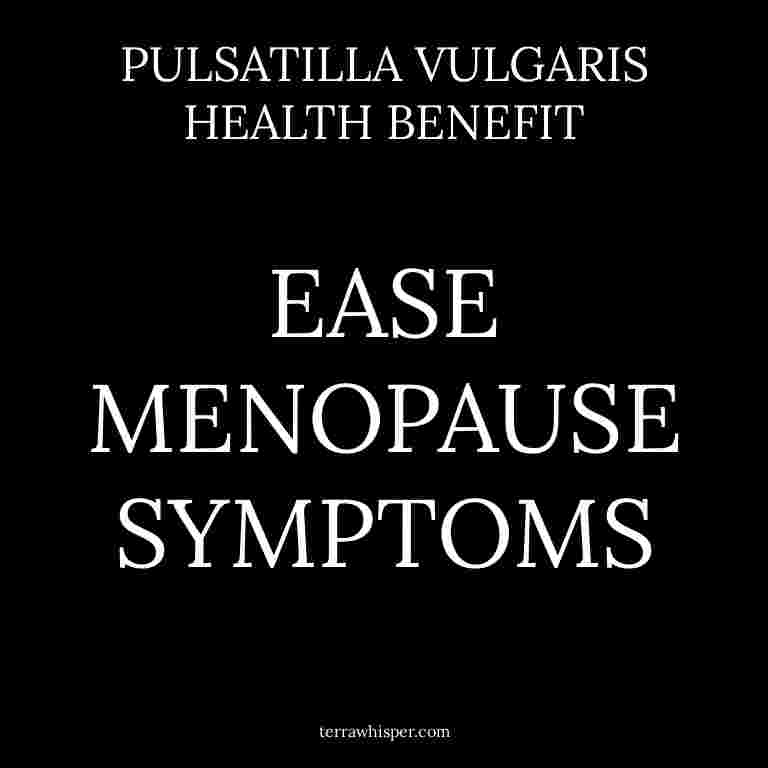 PULSATILLA VULGARIS
HEALTH BENEFIT
EASE
MENOPAUSE
SYMPTOMS
terrawhisper.com